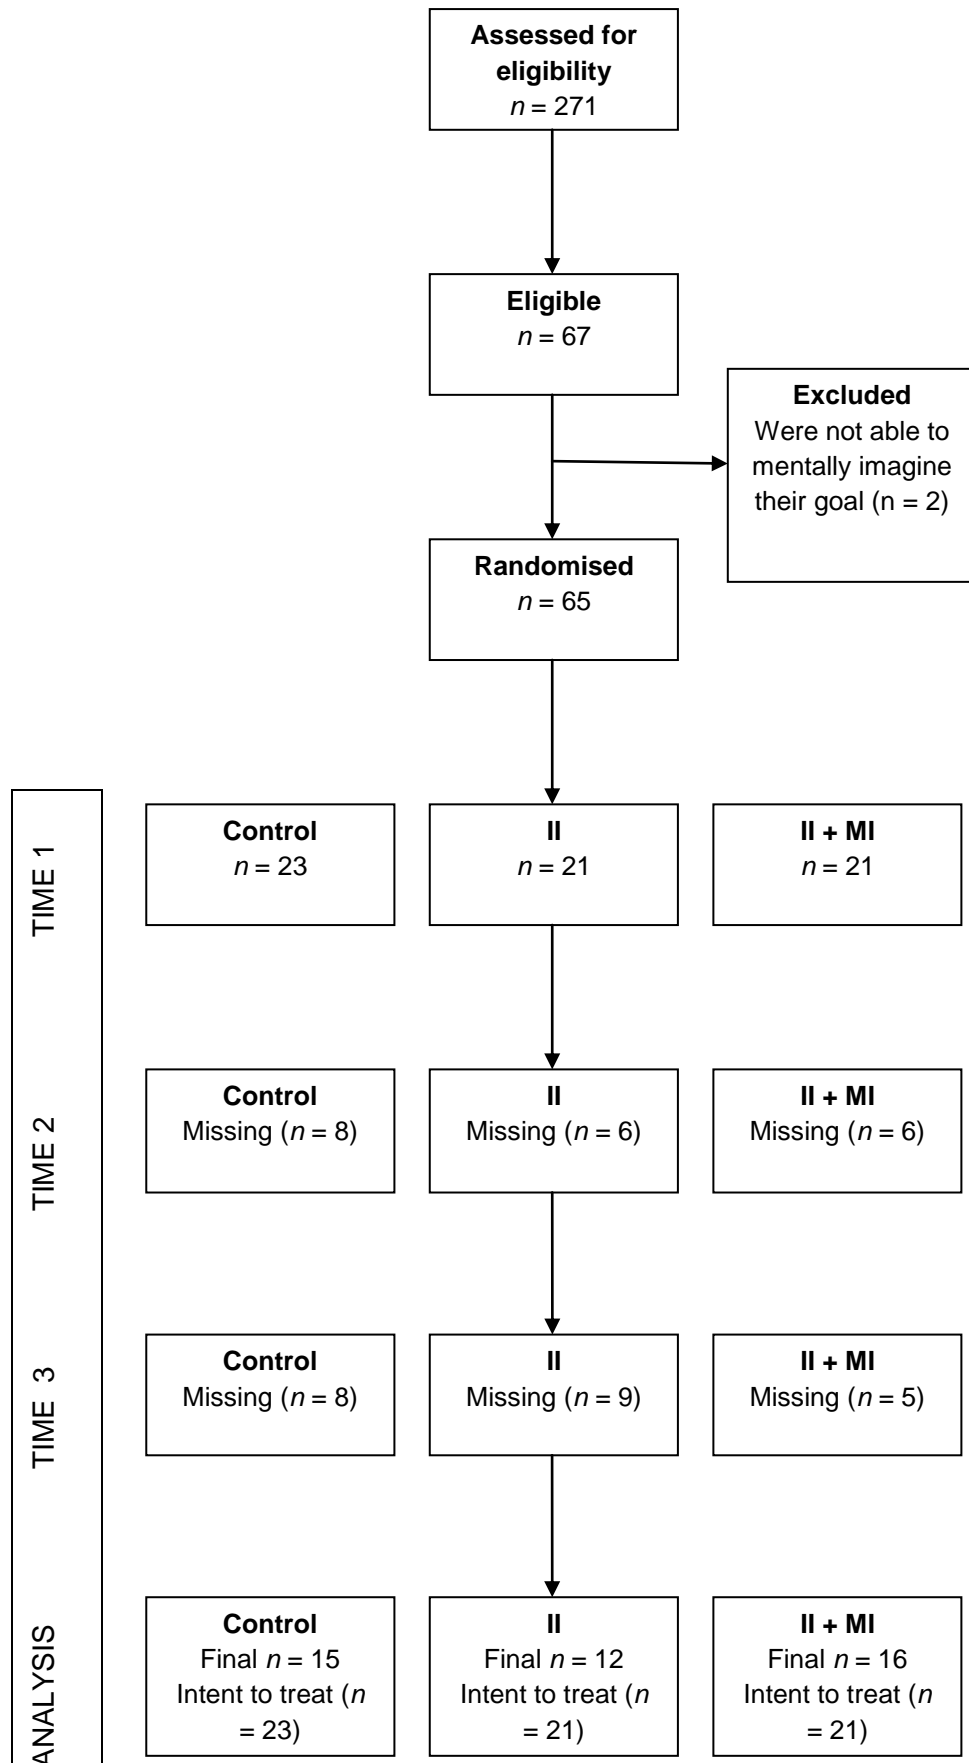 Assessed for
eligibility
n = 271
Eligible
n = 67
Excluded
Were not able to
mentally imagine
their goal (n = 2)
Randomised
n = 65
TIME 1
Control
n = 23
II
n = 21
II + MI
n = 21
TIME 2
Control
Missing (n = 8)
II
Missing (n = 6)
II + MI
Missing (n = 6)
TIME 3
Control
Missing (n = 8)
II
Missing (n = 9)
II + MI
Missing (n = 5)
ANALYSIS
Control
Final n = 15
Intent to treat (n
= 23)
II
Final n = 12
Intent to treat (n
= 21)
II + MI
Final n = 16
Intent to treat (n
= 21)